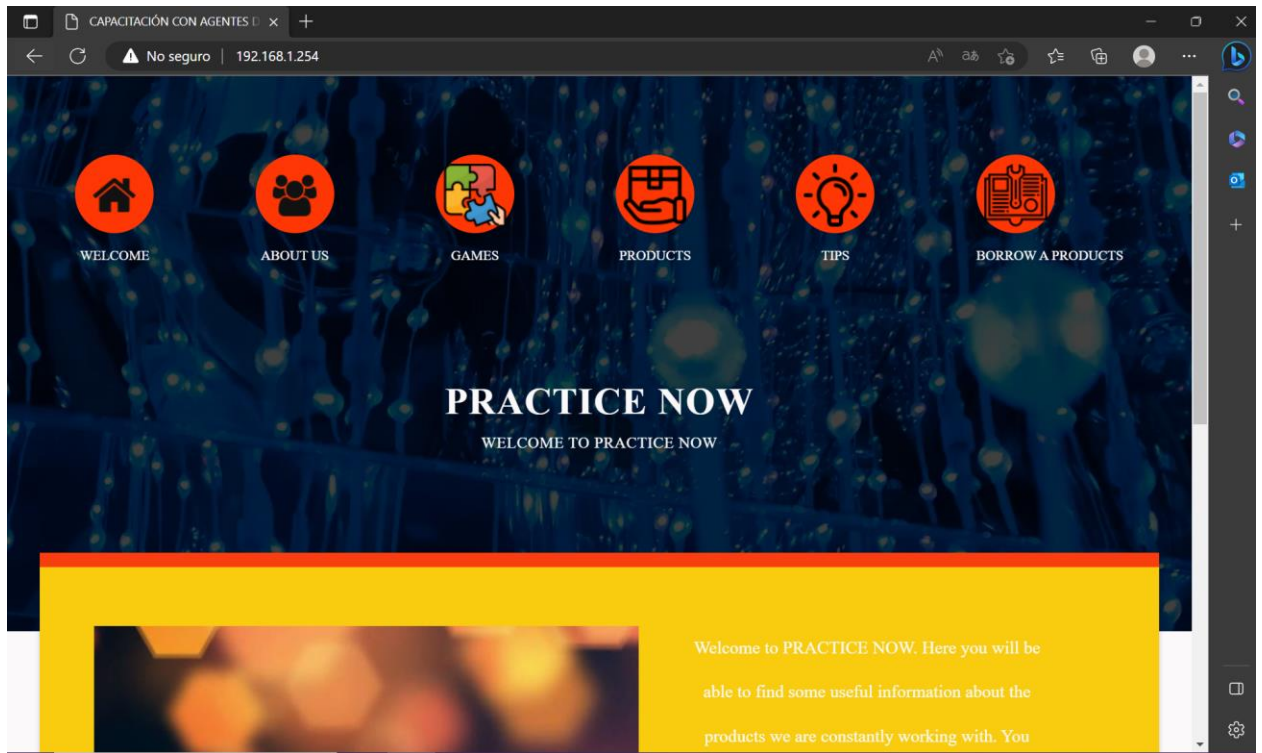 CAPACITACIÓN CON AGENTES D
No seguro | 192.168.1.254
WELCOME
ABOUT US
GAMES
PRODUCTS
TIPS
BORROW A PRODUCTS
PRACTICE NOW
WELCOME TO PRACTICE NOW
Welcome to PRACTICE NOW. Here you will be
able to find some useful information about the
products we are constantly working with. You